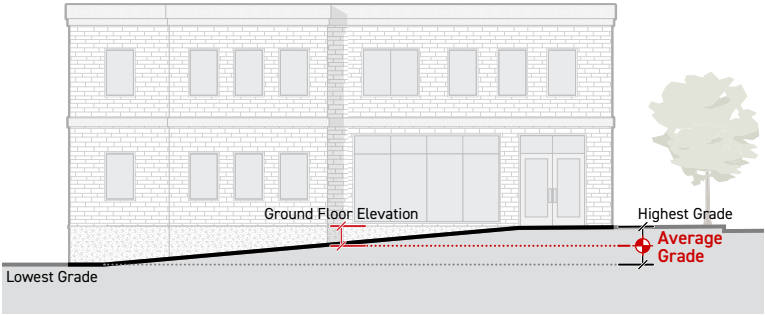 Ground Floor Elevation
Highest Grade
Average
Grade
Lowest Grade